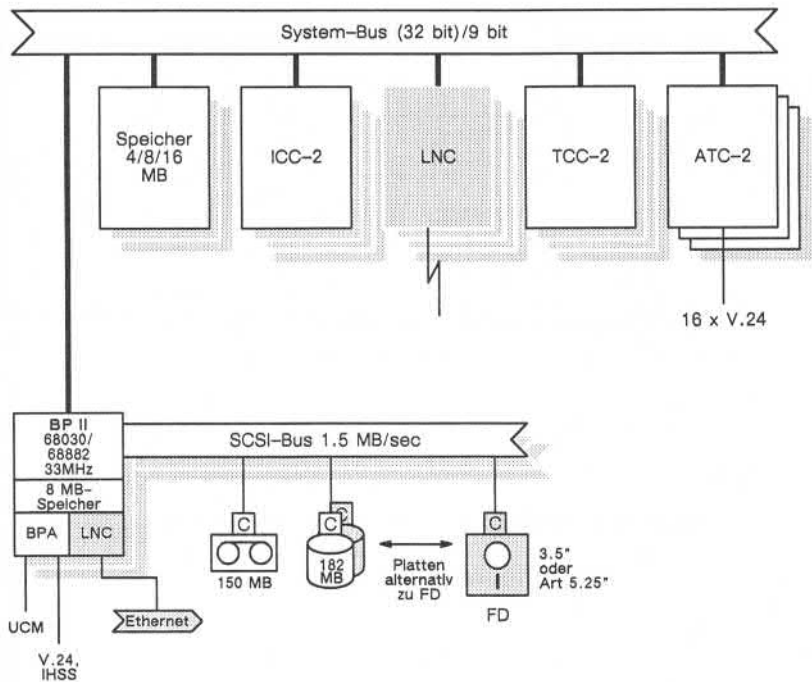 System-Bus (32 bit)/9 bit
Speicher
4/8/16
MB
ICC-2
LNC
TCC-2
ATC-2
16 x V.24
BP II
68030/
68882
33MHz
8 MB-
Speicher
BPA
LNC
SCSI-Bus 1.5 MB/sec
C
C
C
C
150 MB
182
MB
Platten
alternativ
zu FD
3.5"
oder
Art 5.25"
FD
UCM
Ethernet
V.24,
IHSS